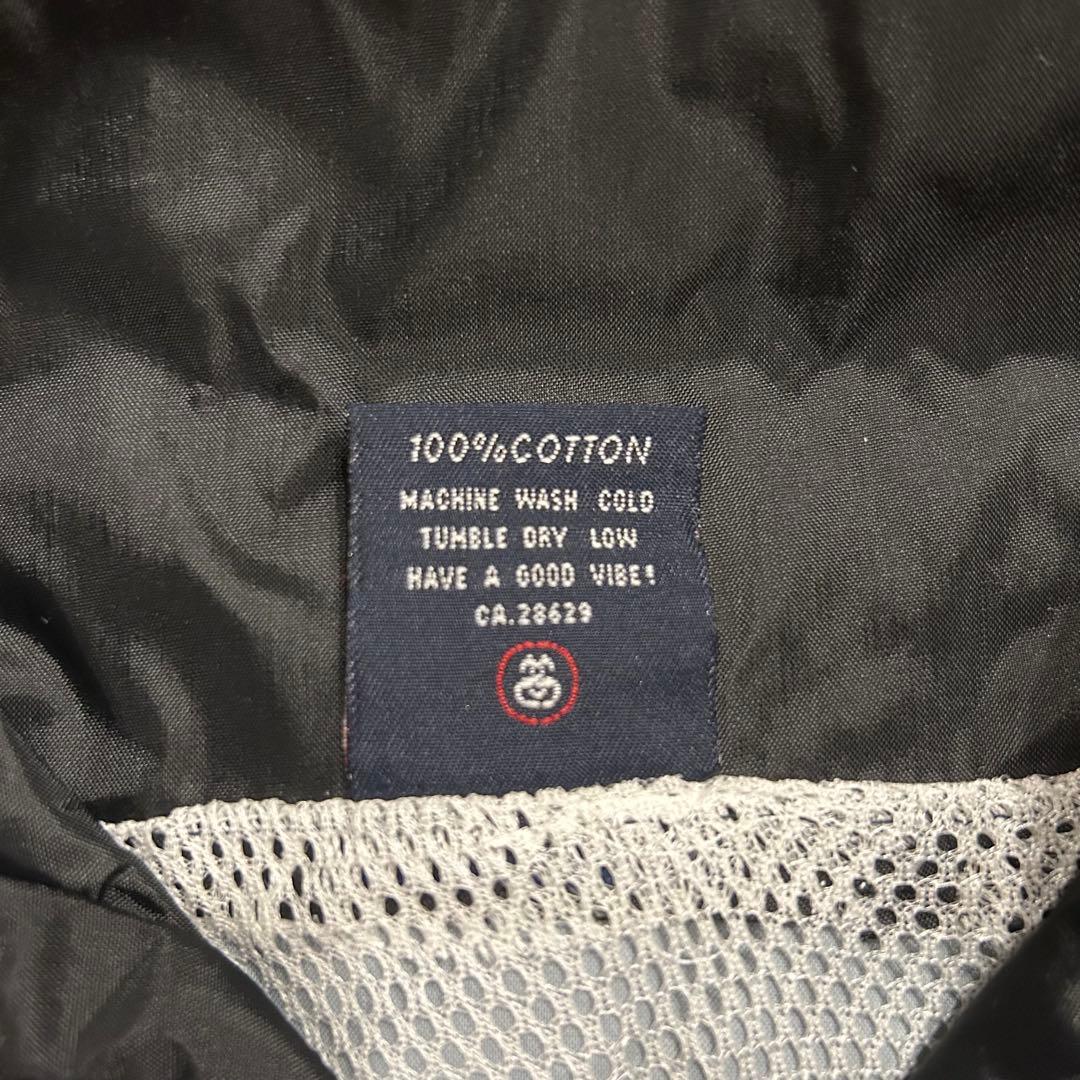 100%COTTON
MACHINE WASH COLD
TUMBLE DRY LOW
HAVE A GOOD VIBE!
CA.28629